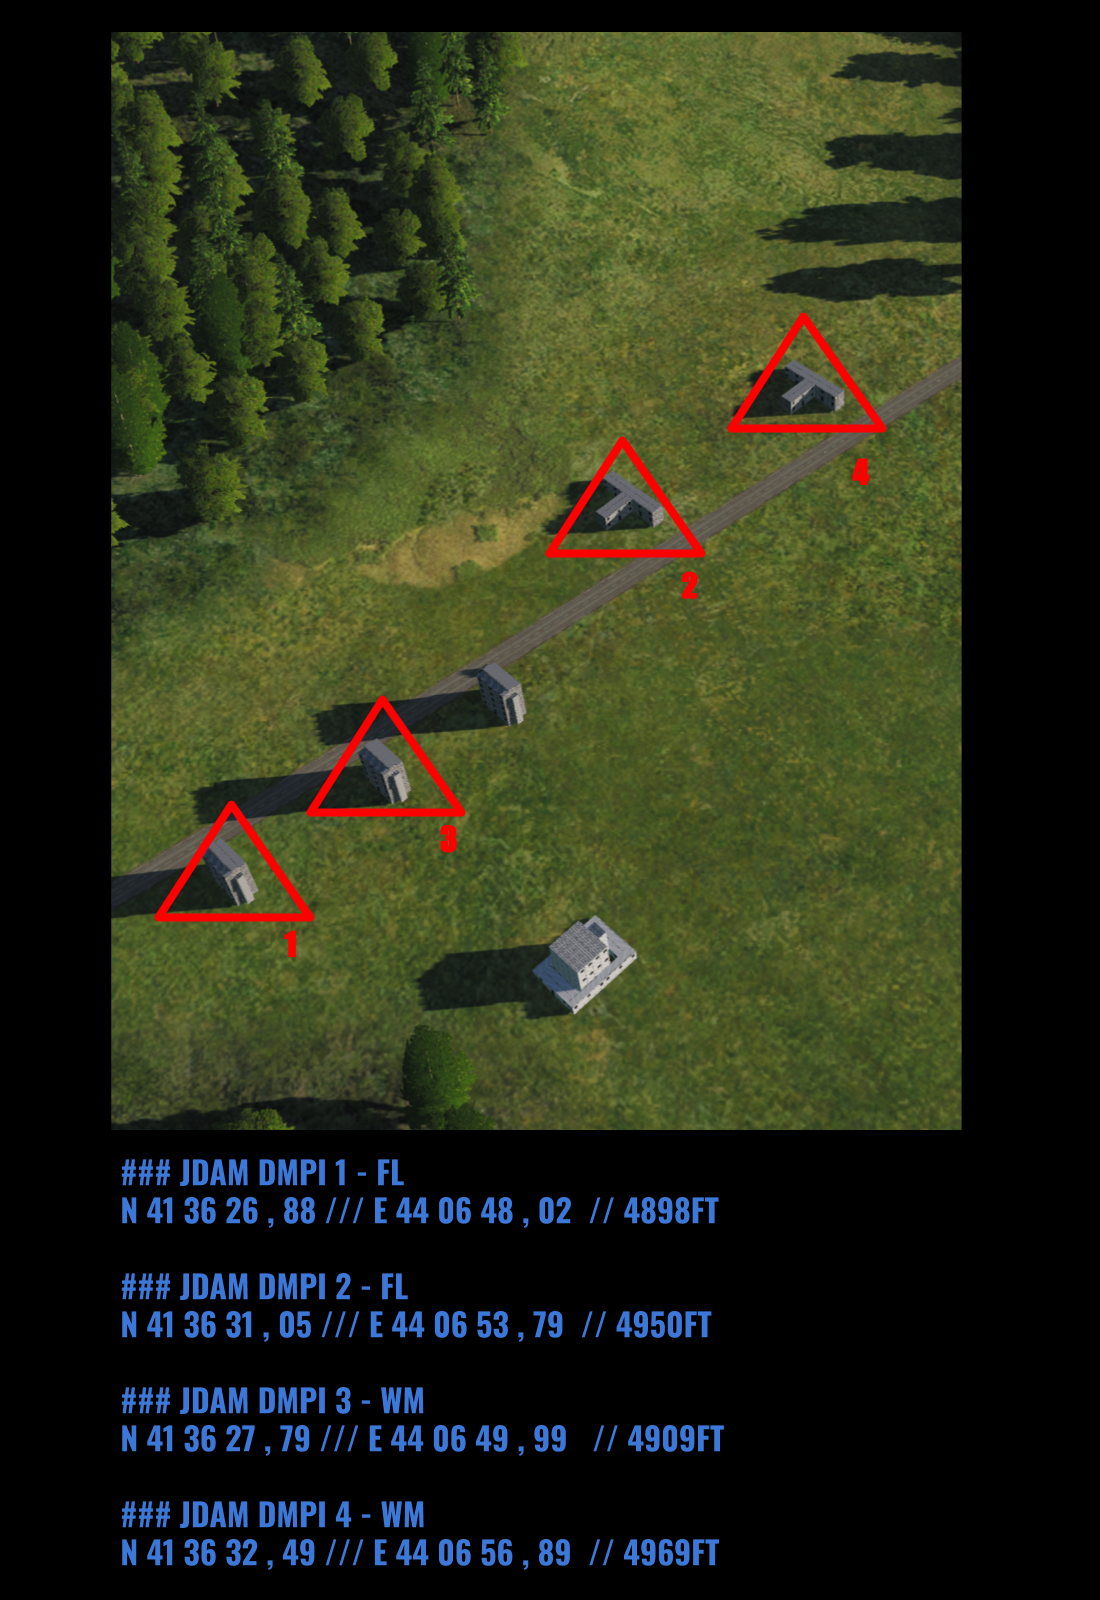 4
2
3
1
### JDAM DMPI 1 - FL
N 41 36 26 , 88 /// E 44 06 48 , 02 // 4898FT
### JDAM DMPI 2 - FL
N 41 36 31 , 05 /// E 44 06 53 , 79 // 4950FT
### JDAM DMPI 3 - WM
N 41 36 27 , 79 /// E 44 06 49 , 99 // 4909FT
### JDAM DMPI 4 - WM
N 41 36 32 , 49 /// E 44 06 56 , 89 // 4969FT